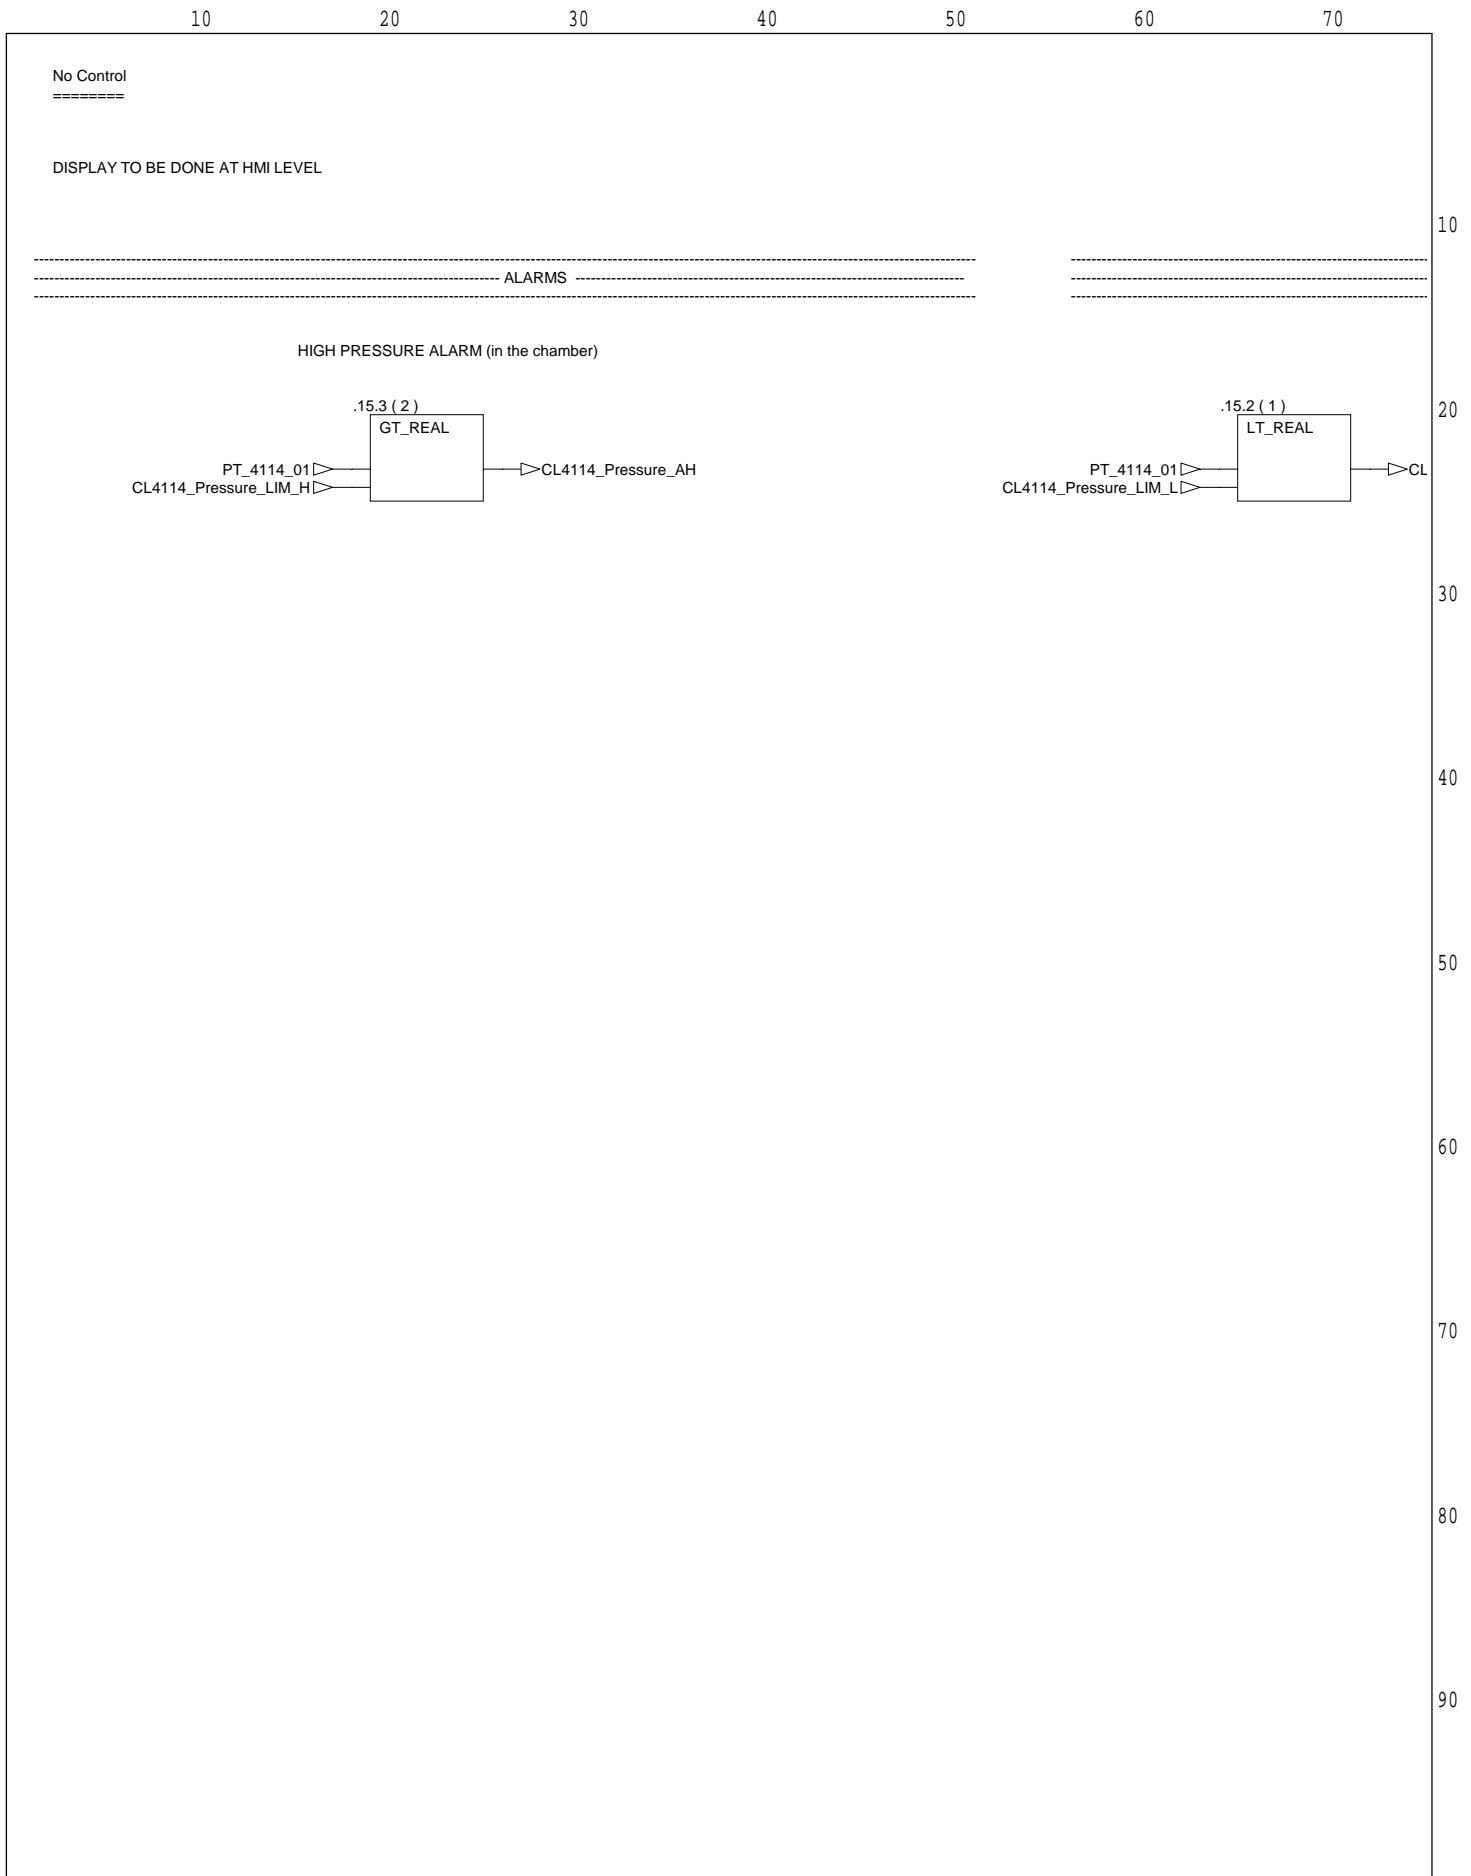 10 20 30 40 50 60 70
No Control
========
DISPLAY TO BE DONE AT HMI LEVEL
10
ALARMS
HIGH PRESSURE ALARM (in the chamber)
.15.3 ( 2 )
GT_REAL
PT_4114_01
CL4114_Pressure_LIM_H
CL4114_Pressure_AH
.15.2 ( 1 )
LT_REAL
PT_4114_01
CL4114_Pressure_LIM_L
CL
20
30
40
50
60
70
80
90